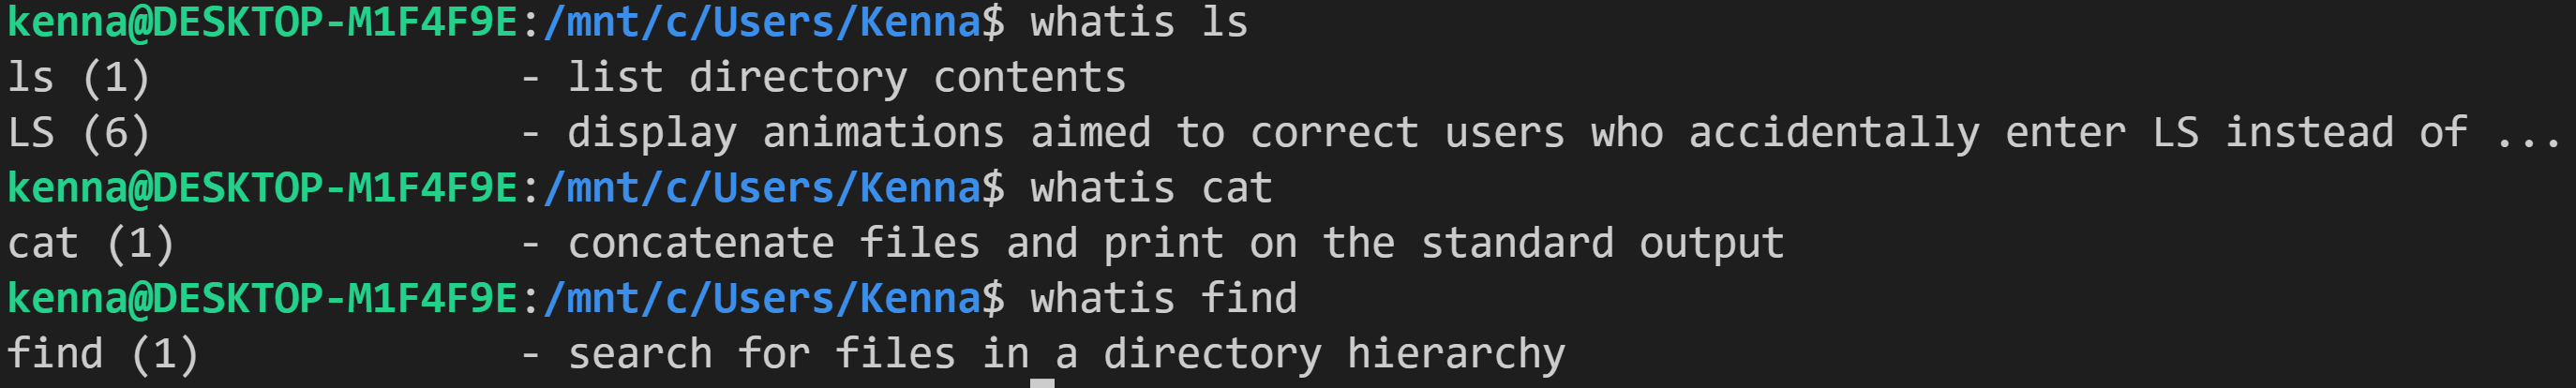 kenna@DESKTOP-M1F4F9E:/mnt/c/Users/Kenna$ whatis ls
ls (1)               - list directory contents
LS (6)               - display animations aimed to correct users who accidentally enter LS instead of ...
kenna@DESKTOP-M1F4F9E:/mnt/c/Users/Kenna$ whatis cat
cat (1)              - concatenate files and print on the standard output
kenna@DESKTOP-M1F4F9E:/mnt/c/Users/Kenna$ whatis find
find (1)             - search for files in a directory hierarchy